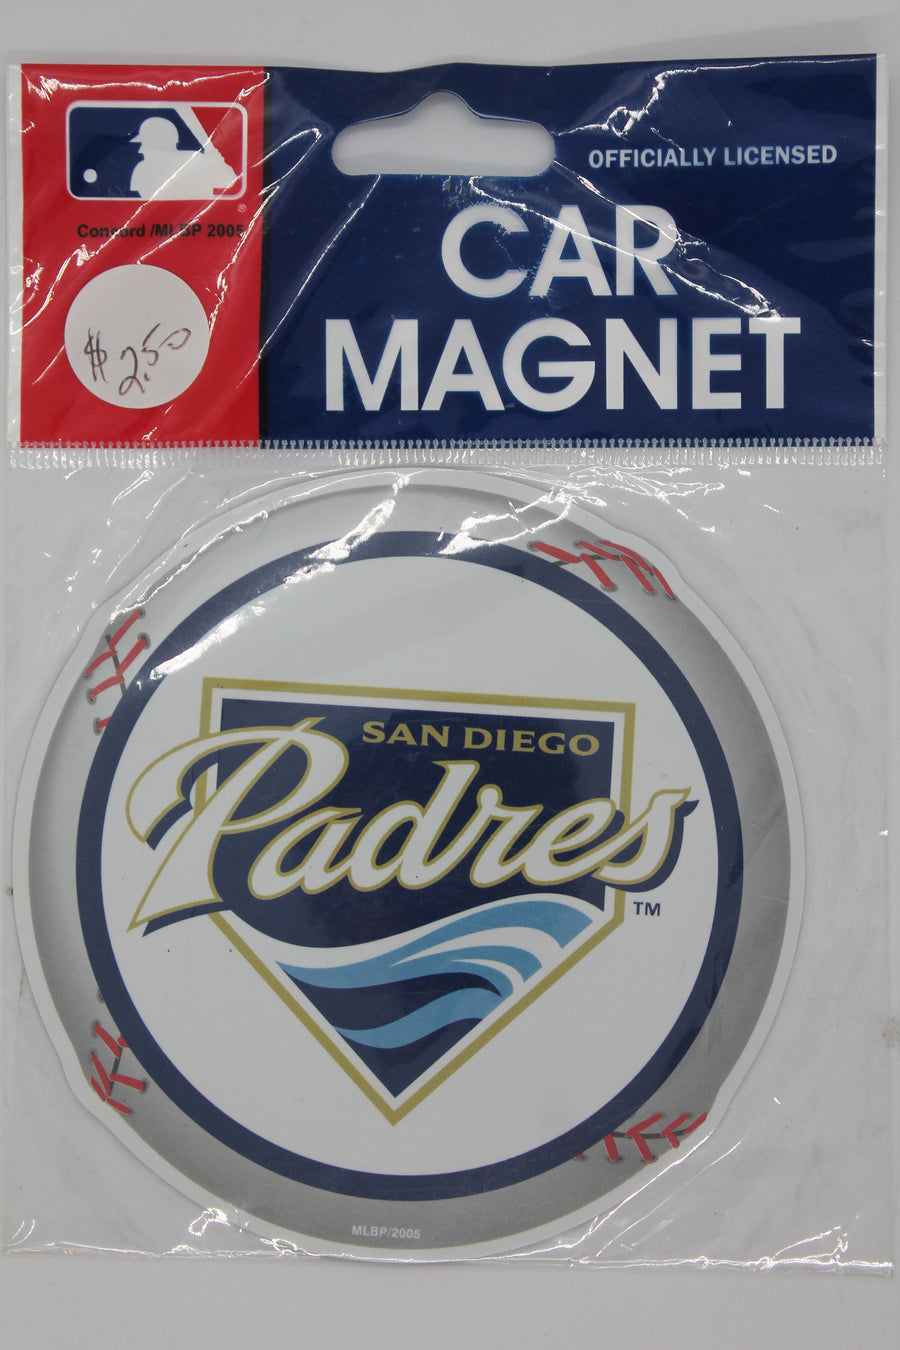 OFFICIALLY LICENSED
CAR
MAGNET
®
Concord /MLBP 2005
$ 2.50
SAN DIEGO
Padres
TM
MLBP/2005